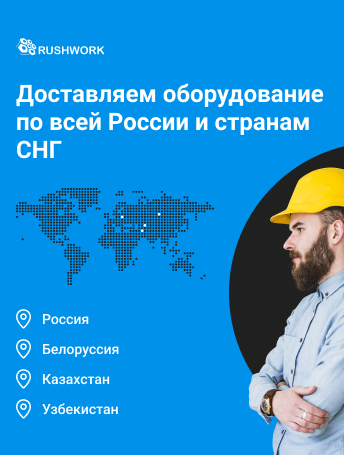 RUSHWORK
Доставляем оборудование
по всей России и странам
СНГ
Россия
Белоруссия
Казахстан
Узбекистан